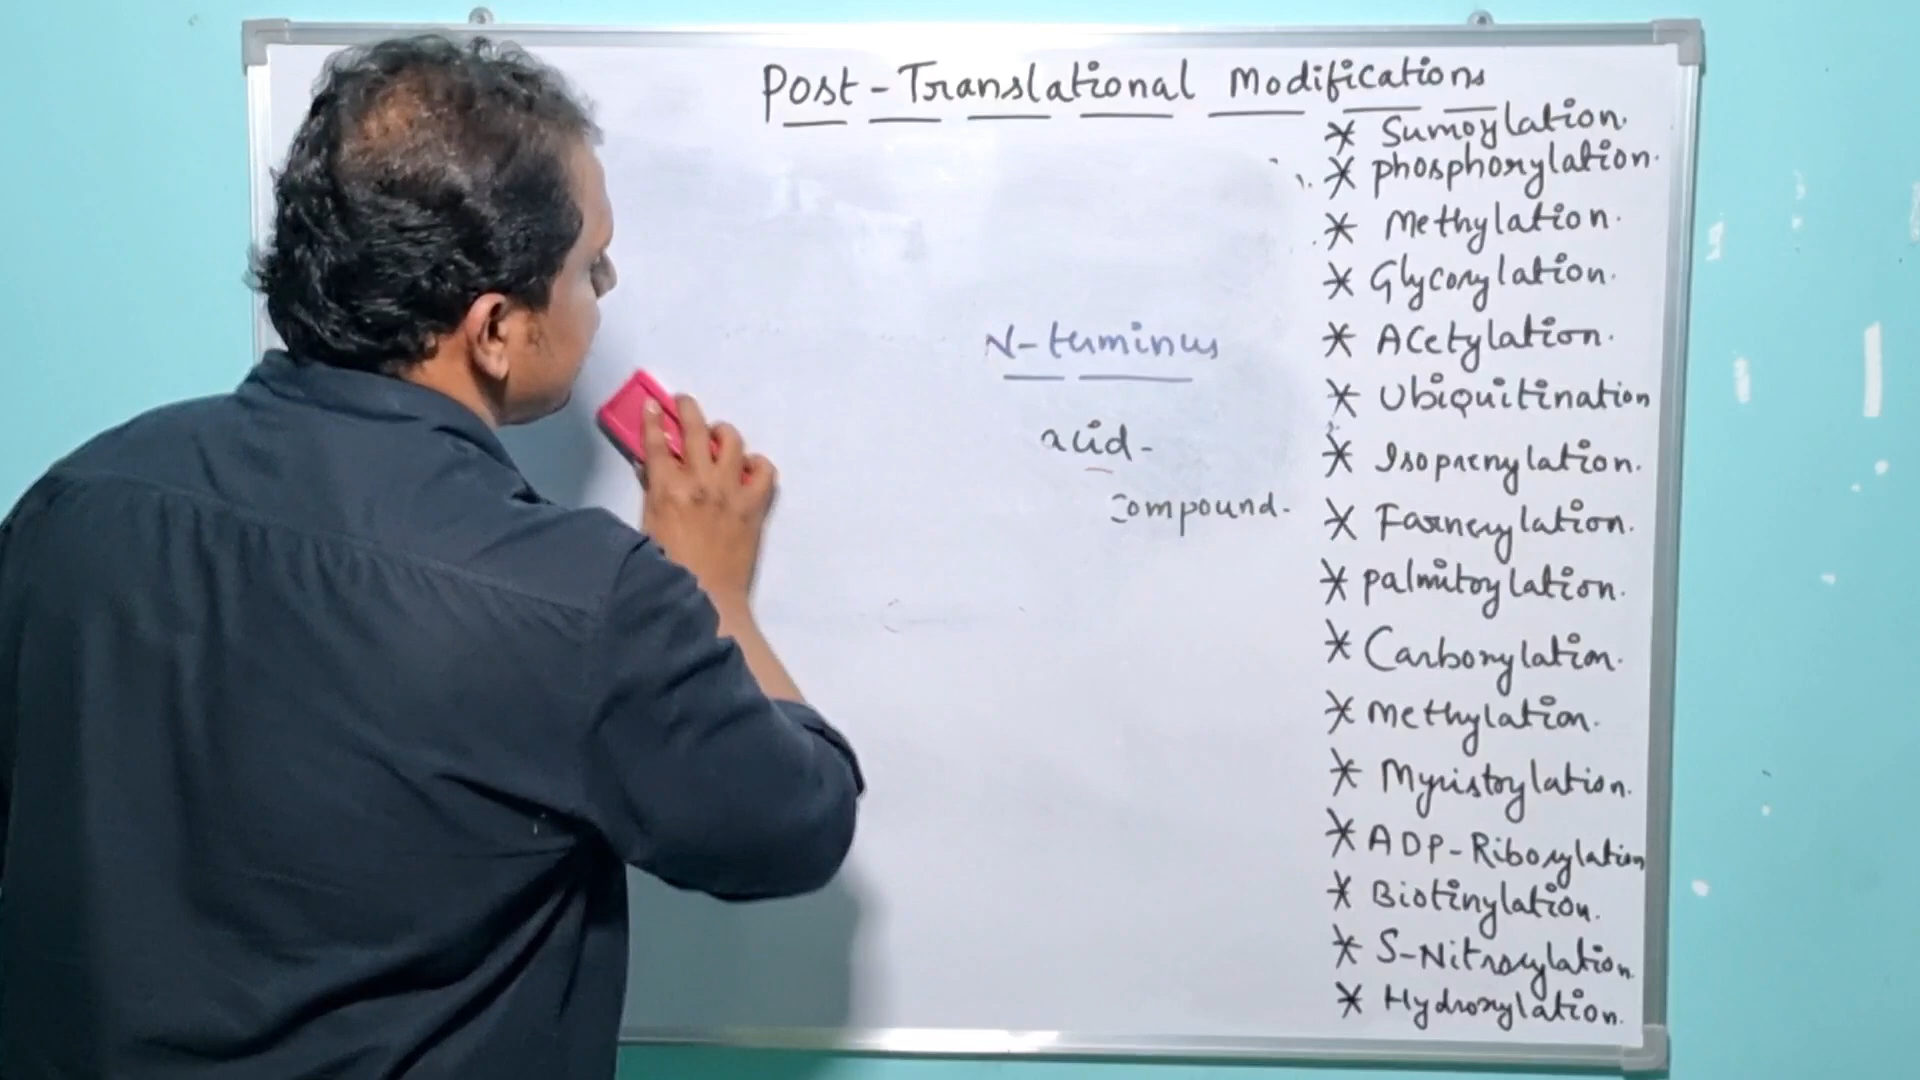 Post-Translational Modifications
* Sumoylation.
* Phosphorylation.
* Methylation.
* Glycosylation.
* Acetylation.
* Ubiquitination
* Isoprenylation.
* Farnesylation.
* Palmitoylation.
* Carboxylation.
* Methylation.
* Myristoylation.
* ADP-Ribosylation
* Biotinylation.
* S-Nitrosylation.
* Hydroxylation.
N-terminus
acid-
compound.